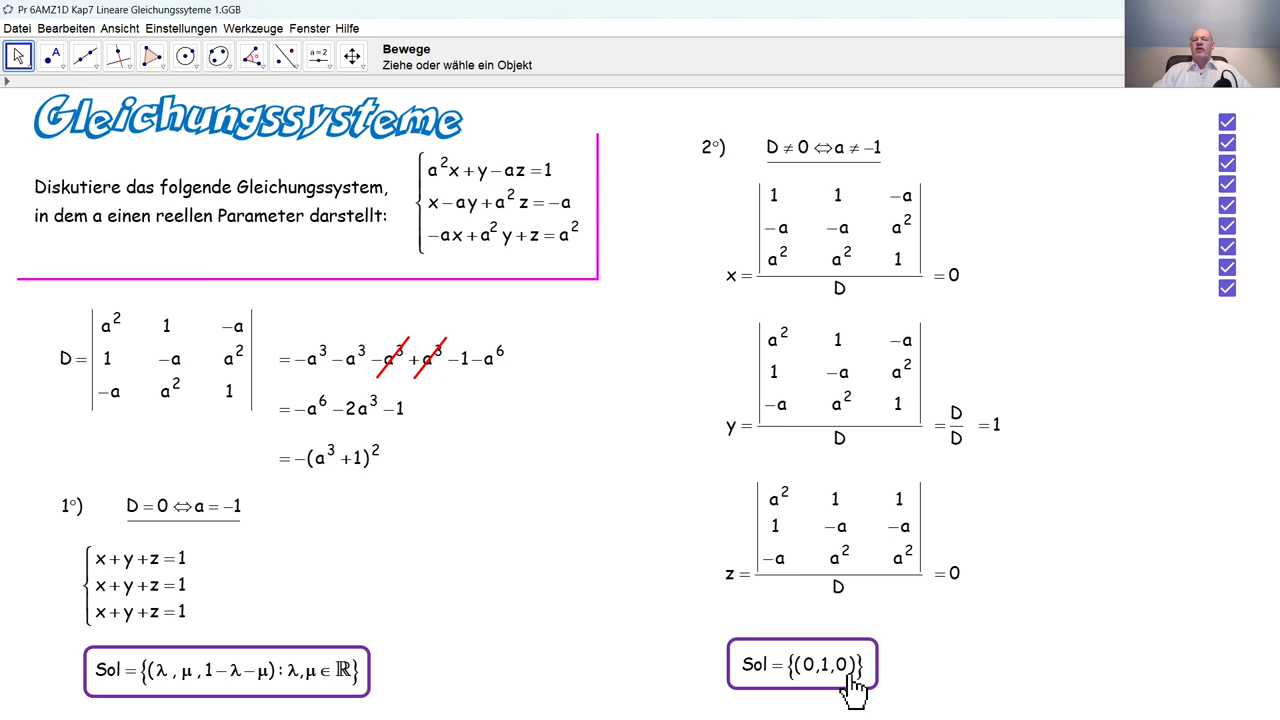 Pr 6AMZ1D Kap7 Lineare Gleichungssyteme 1.GGB
Datei Bearbeiten Ansicht Einstellungen Werkzeuge Fenster Hilfe
A
a=2
Bewege
Ziehe oder wähle ein Objekt
Gleichungssysteme
Diskutiere das folgende Gleichungssystem,
in dem a einen reellen Parameter darstellt:
a²x+y−az=1
x−ay+a²z=−a
−ax+a²y+z=a²
D=
a² 1 −a
1 −a a²
−a a² 1
=−a³−a³−a³+a³−1−a⁶
=−a⁶−2a³−1
=−(a³+1)²
1°) D=0⇔a=−1
x+y+z=1
x+y+z=1
x+y+z=1
Sol={(λ,μ,1−λ−μ):λ,μ∈ℝ}
2°) D≠0⇔a≠−1
1 1 −a
−a −a a²
a² a² 1
x= =0
D
a² 1 −a
1 −a a²
−a a² 1
y= =D/D =1
D
a² 1 1
1 −a −a
−a a² a²
z= =0
D
Sol={(0,1,0)}